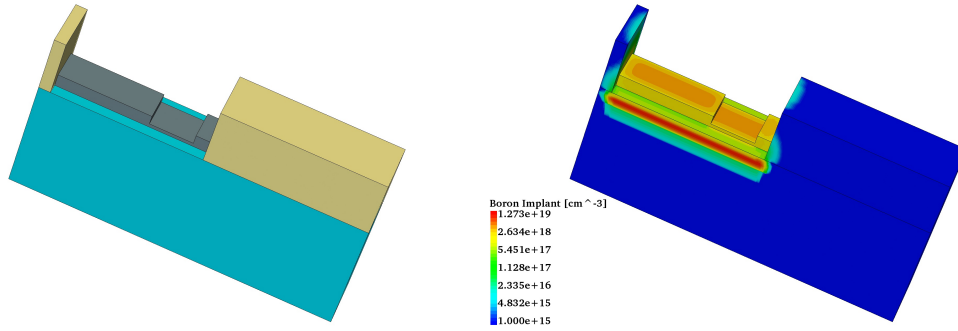 Boron Implant [cm^-3]
1.273e+19
2.634e+18
5.451e+17
1.128e+17
2.335e+16
4.832e+15
1.000e+15